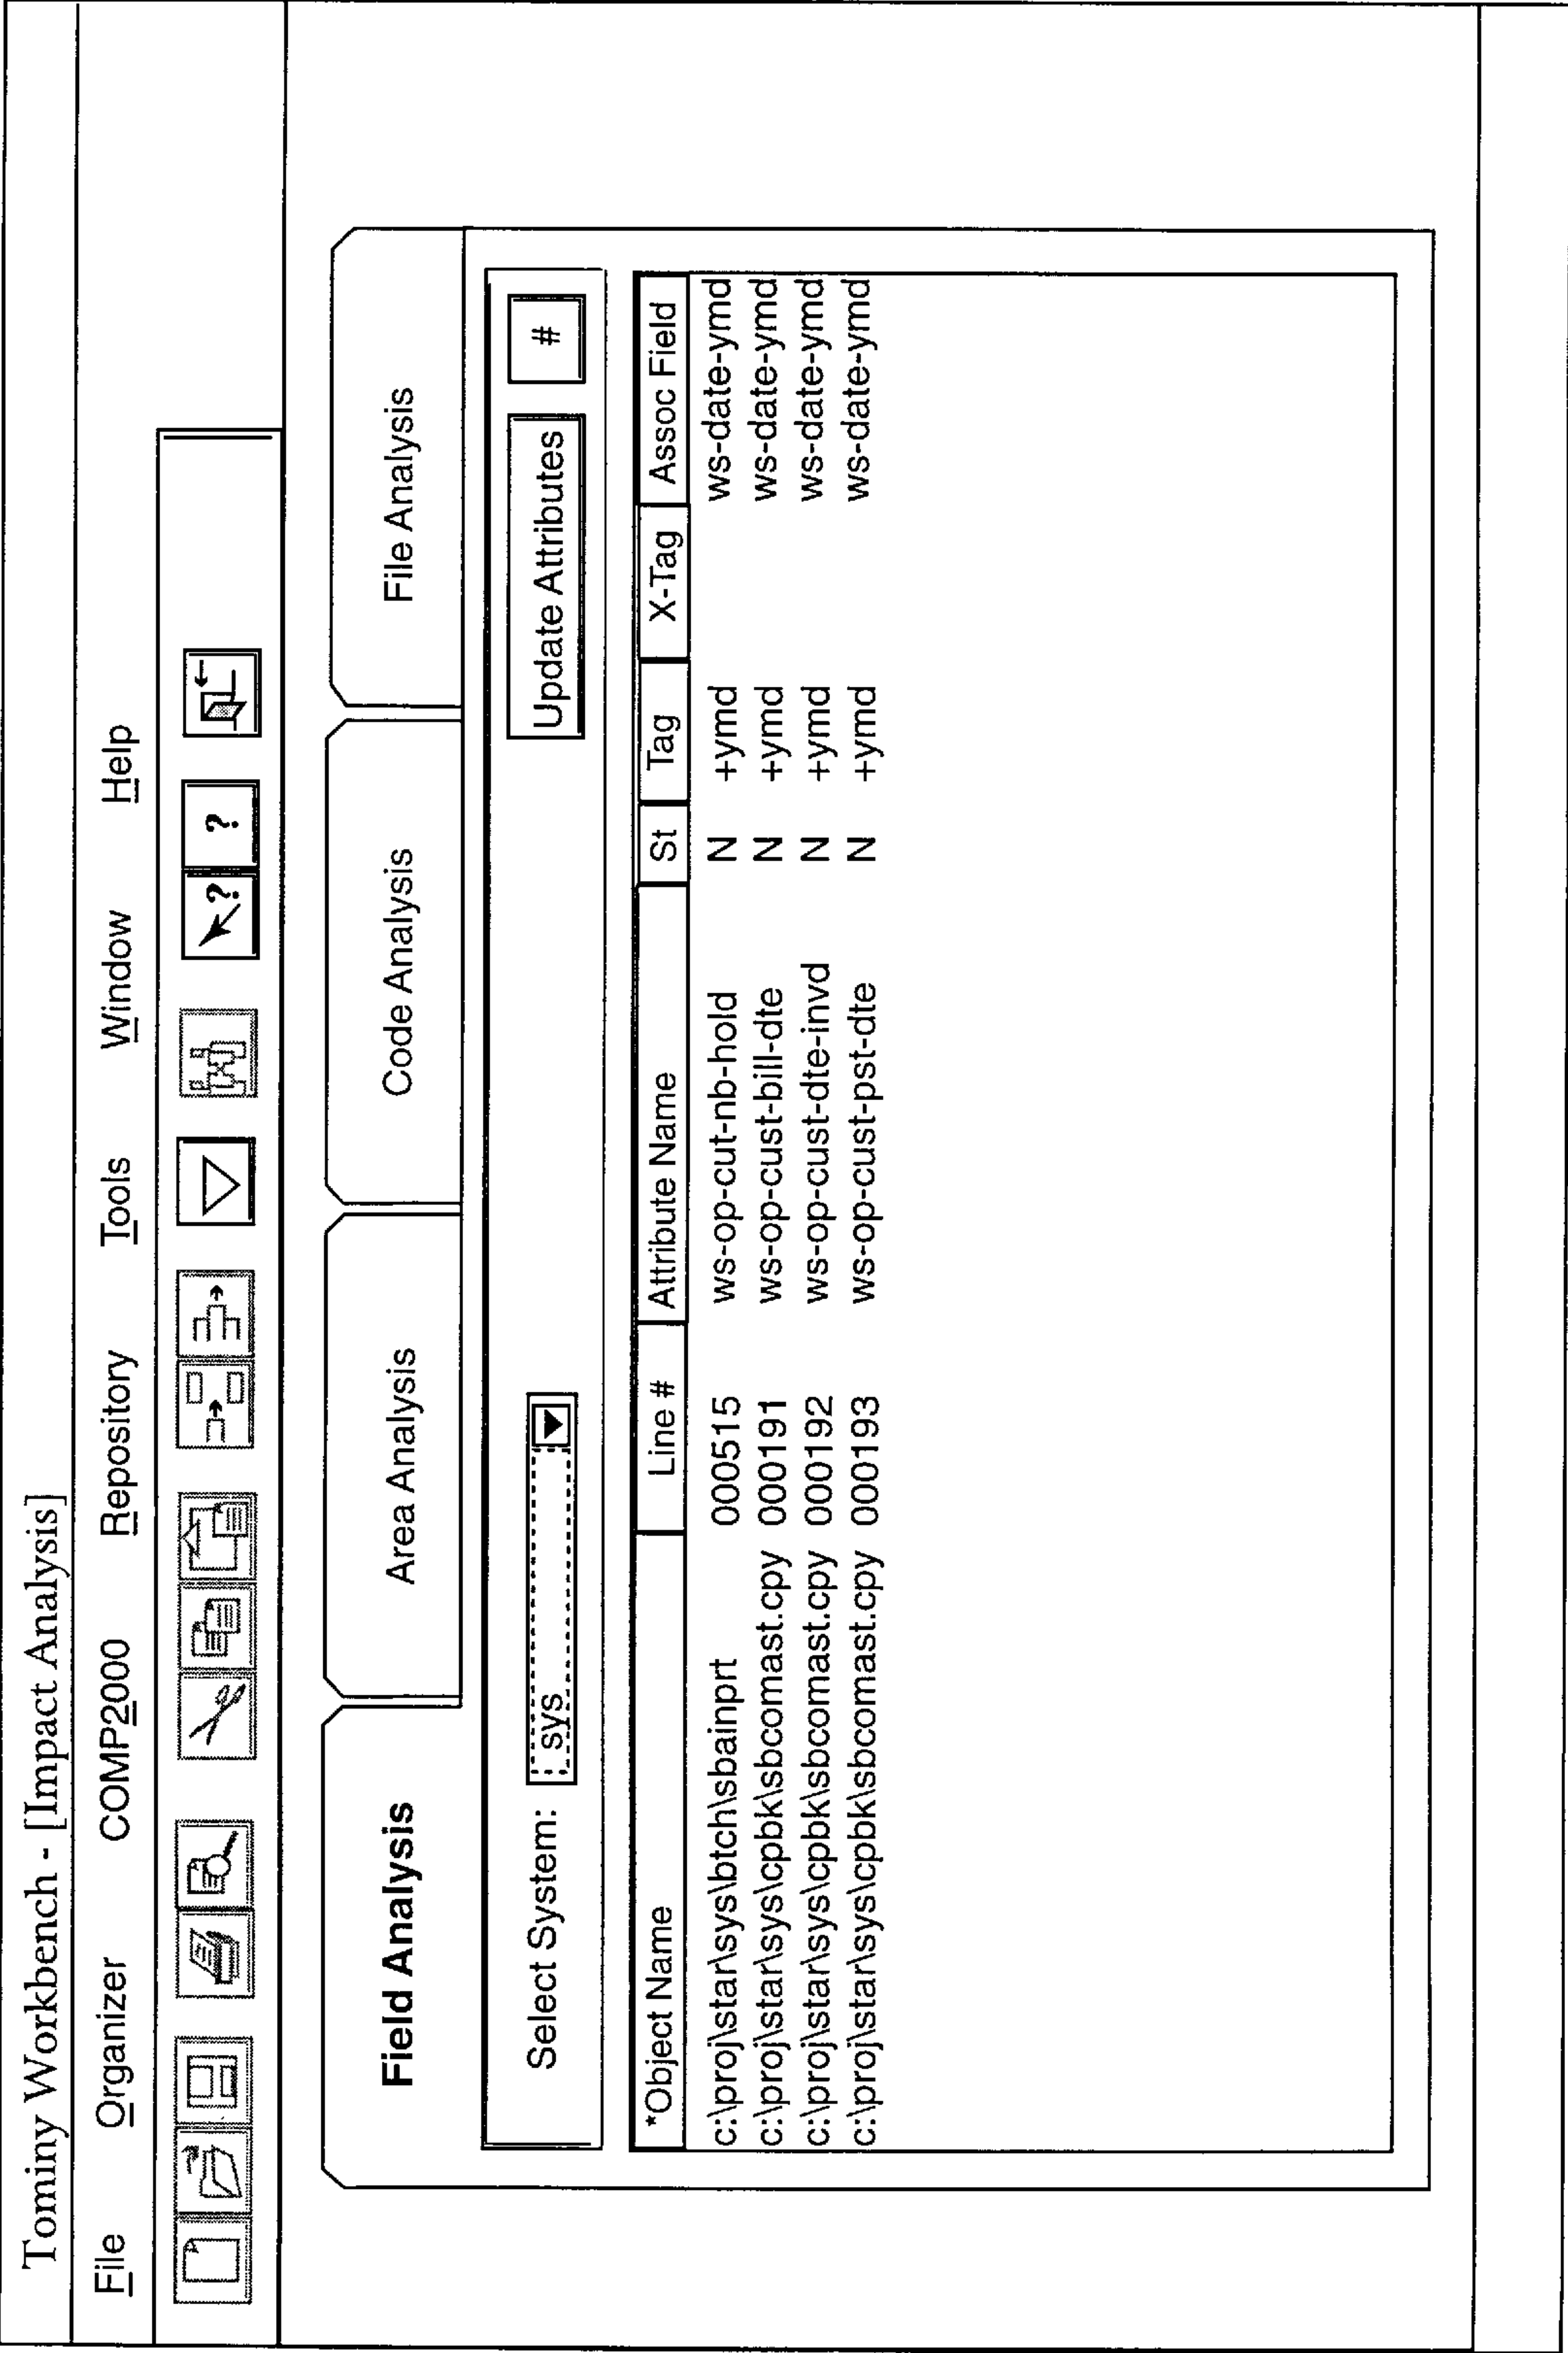 Tominy Workbench - [Impact Analysis]
File Organizer COMP2000 Repository Tools Window Help
? ?
Field Analysis Area Analysis Code Analysis File Analysis
Select System: sys Update Attributes #
*Object Name Line # Attribute Name St Tag X-Tag Assoc Field
c:\proj\star\sys\btch\sbainprt 000515 ws-op-cut-nb-hold N +ymd ws-date-ymd
c:\proj\star\sys\cpbk\sbcomast.cpy 000191 ws-op-cust-bill-dte N +ymd ws-date-ymd
c:\proj\star\sys\cpbk\sbcomast.cpy 000192 ws-op-cust-dte-invd N +ymd ws-date-ymd
c:\proj\star\sys\cpbk\sbcomast.cpy 000193 ws-op-cust-pst-dte N +ymd ws-date-ymd